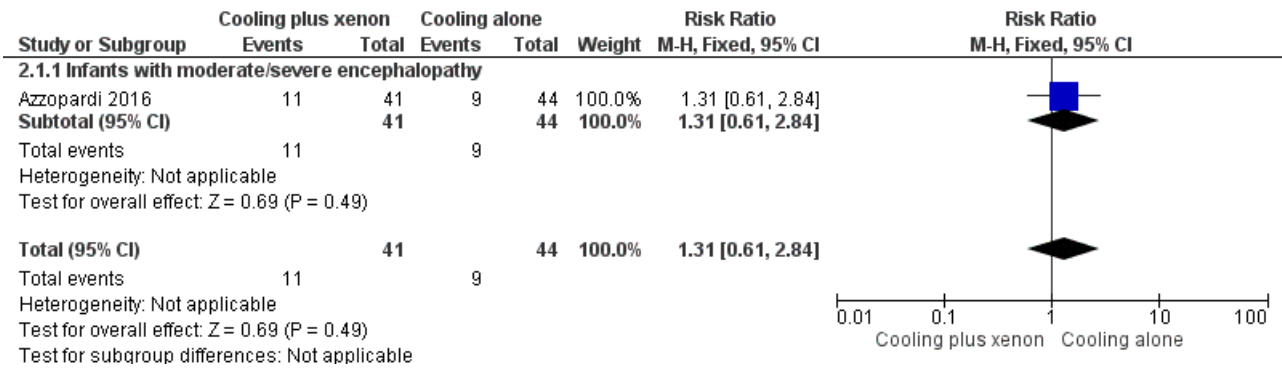 Cooling plus xenon Cooling alone Risk Ratio Risk Ratio
Study or Subgroup Events Total Events Total Weight M-H, Fixed, 95% CI M-H, Fixed, 95% CI
2.1.1 Infants with moderate/severe encephalopathy
Azzopardi 2016 11 41 9 44 100.0% 1.31 [0.61, 2.84]
Subtotal (95% CI) 41 44 100.0% 1.31 [0.61, 2.84]
Total events 11 9
Heterogeneity: Not applicable
Test for overall effect: Z = 0.69 (P = 0.49)
Total (95% CI) 41 44 100.0% 1.31 [0.61, 2.84]
Total events 11 9
Heterogeneity: Not applicable
Test for overall effect: Z = 0.69 (P = 0.49)
Test for subgroup differences: Not applicable
0.01 0.1 1 10 100
Cooling plus xenon Cooling alone